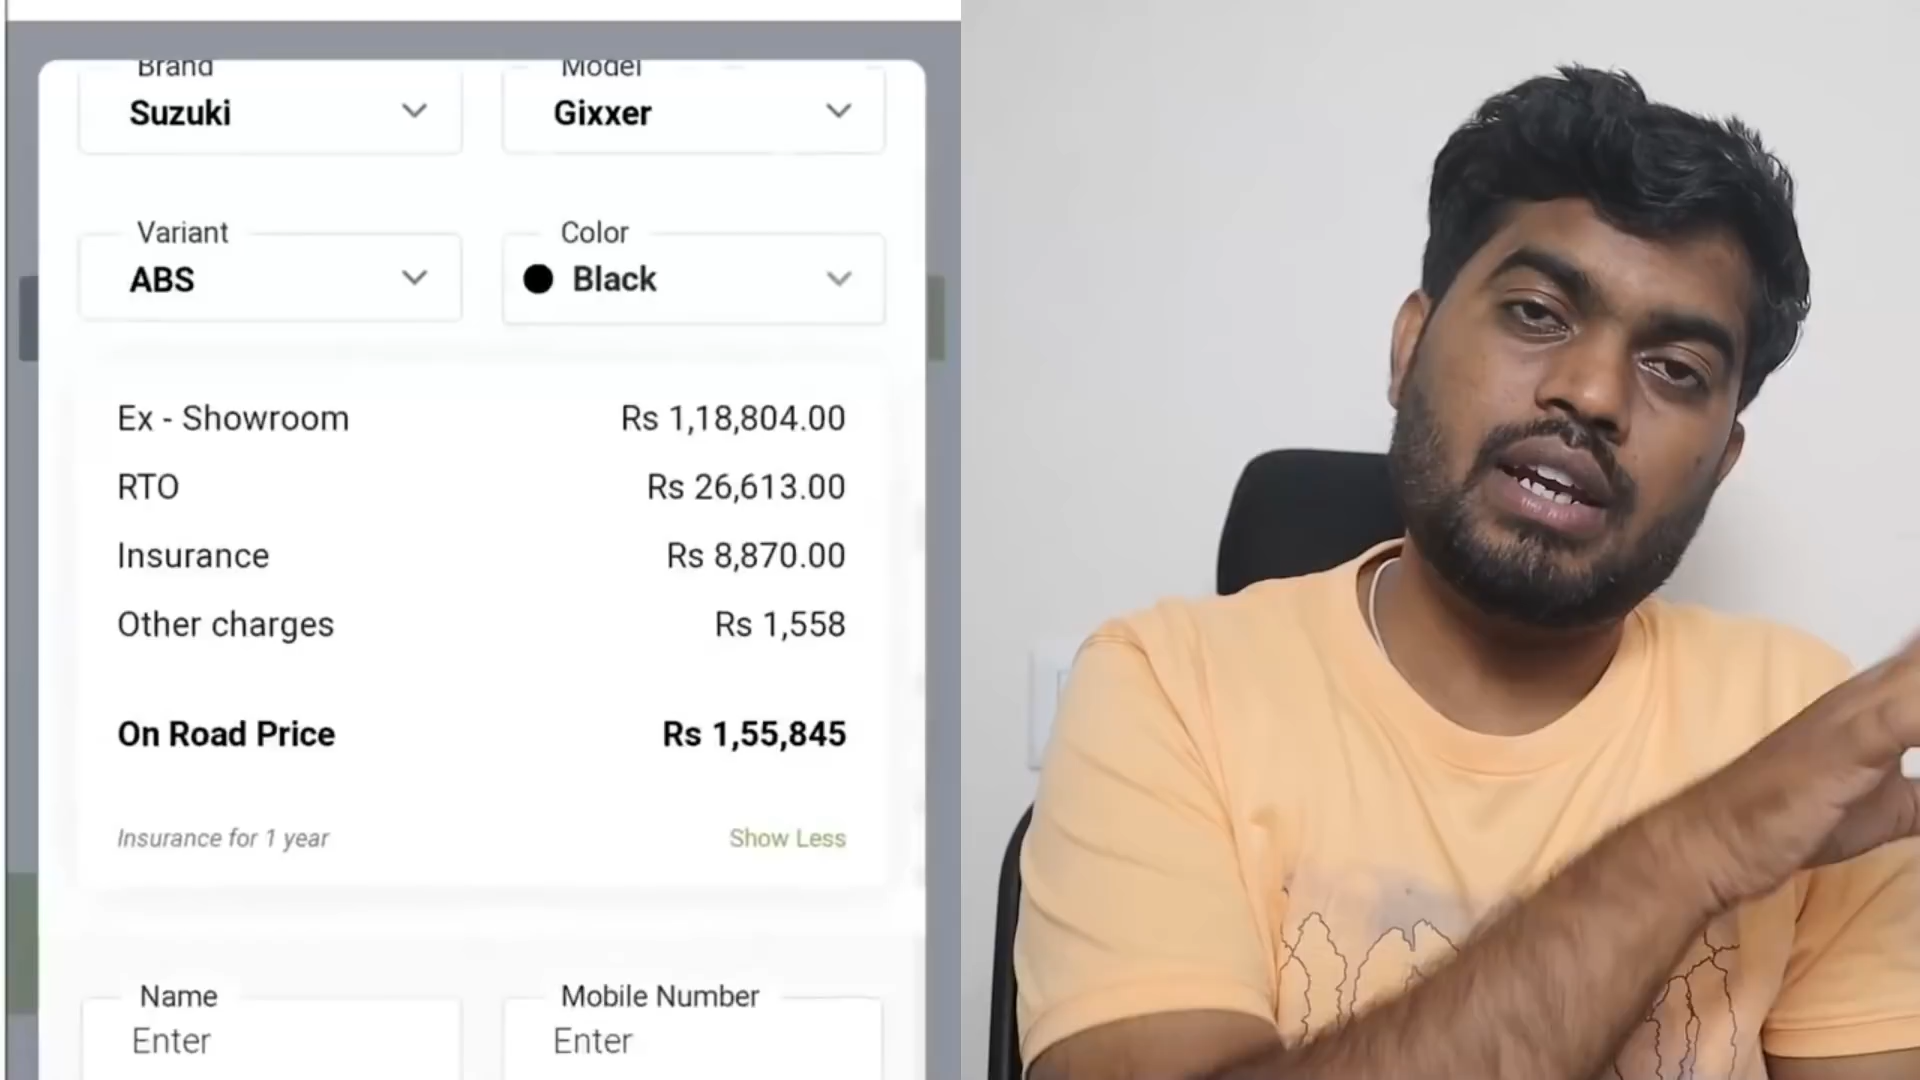 Brand Model
Suzuki Gixxer
Variant Color
ABS Black
Ex - Showroom Rs 1,18,804.00
RTO Rs 26,613.00
Insurance Rs 8,870.00
Other charges Rs 1,558
On Road Price Rs 1,55,845
Insurance for 1 year Show Less
Name Mobile Number
Enter Enter